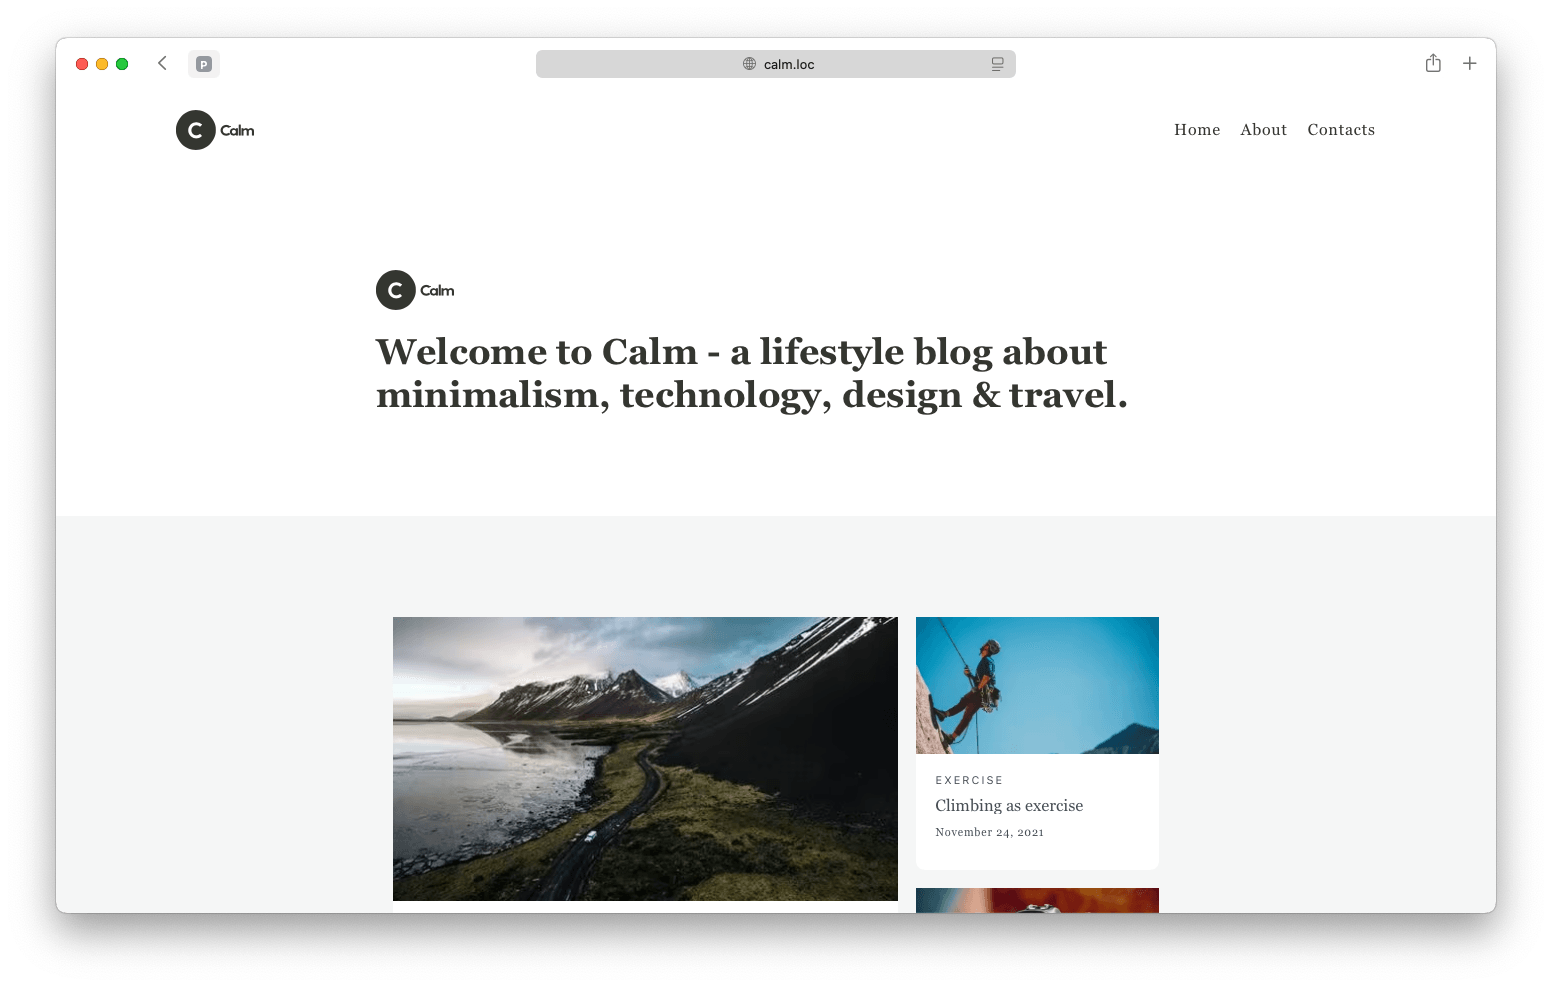 P
calm.loc
C Calm
Home About Contacts
C Calm
Welcome to Calm - a lifestyle blog about
minimalism, technology, design & travel.
EXERCISE
Climbing as exercise
November 24, 2021